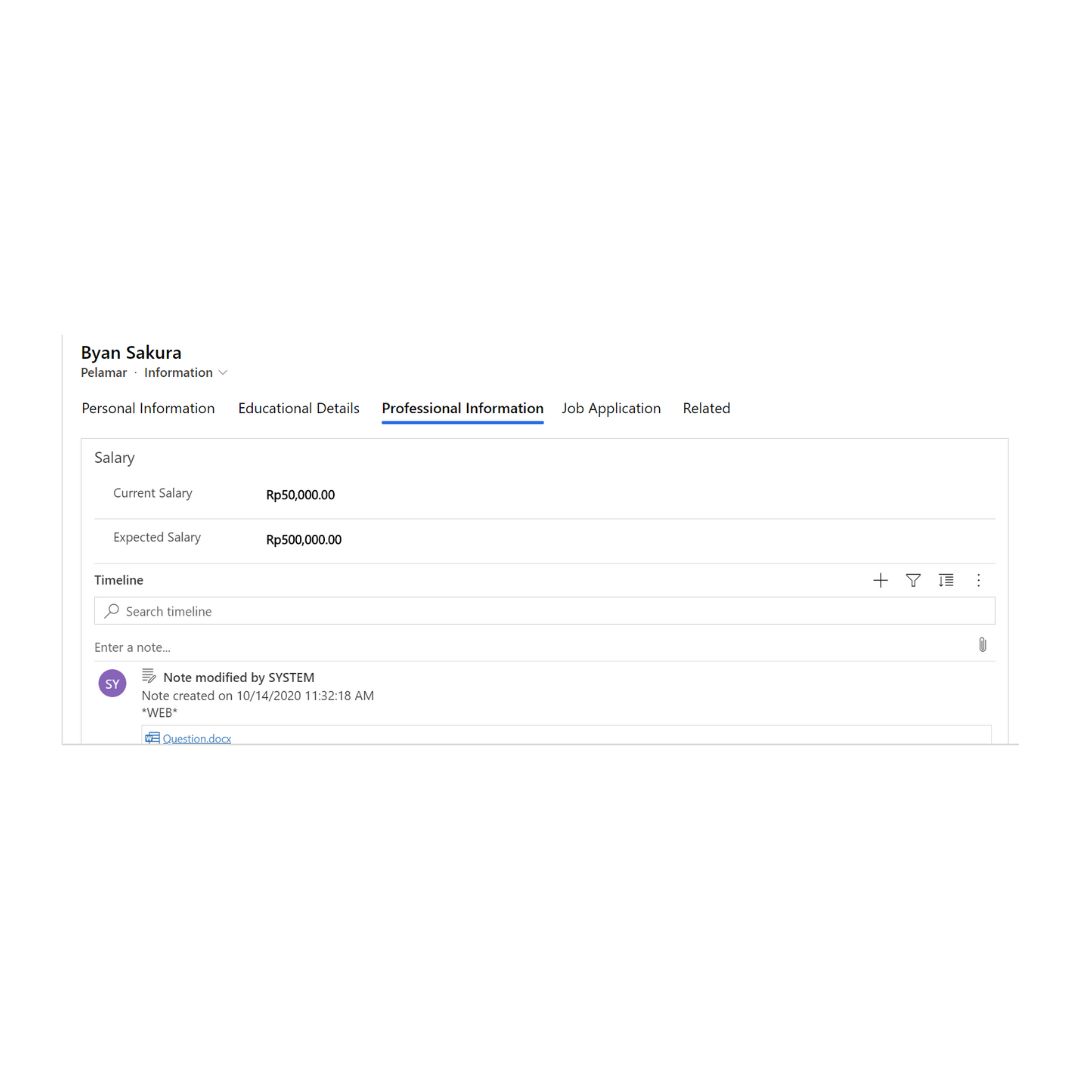 Byan Sakura
Pelamar · Information
Personal Information Educational Details Professional Information Job Application Related
Salary
Current Salary Rp50,000.00
Expected Salary Rp500,000.00
Timeline
Search timeline
Enter a note...
SY Note modified by SYSTEM
Note created on 10/14/2020 11:32:18 AM
*WEB*
Question.docx